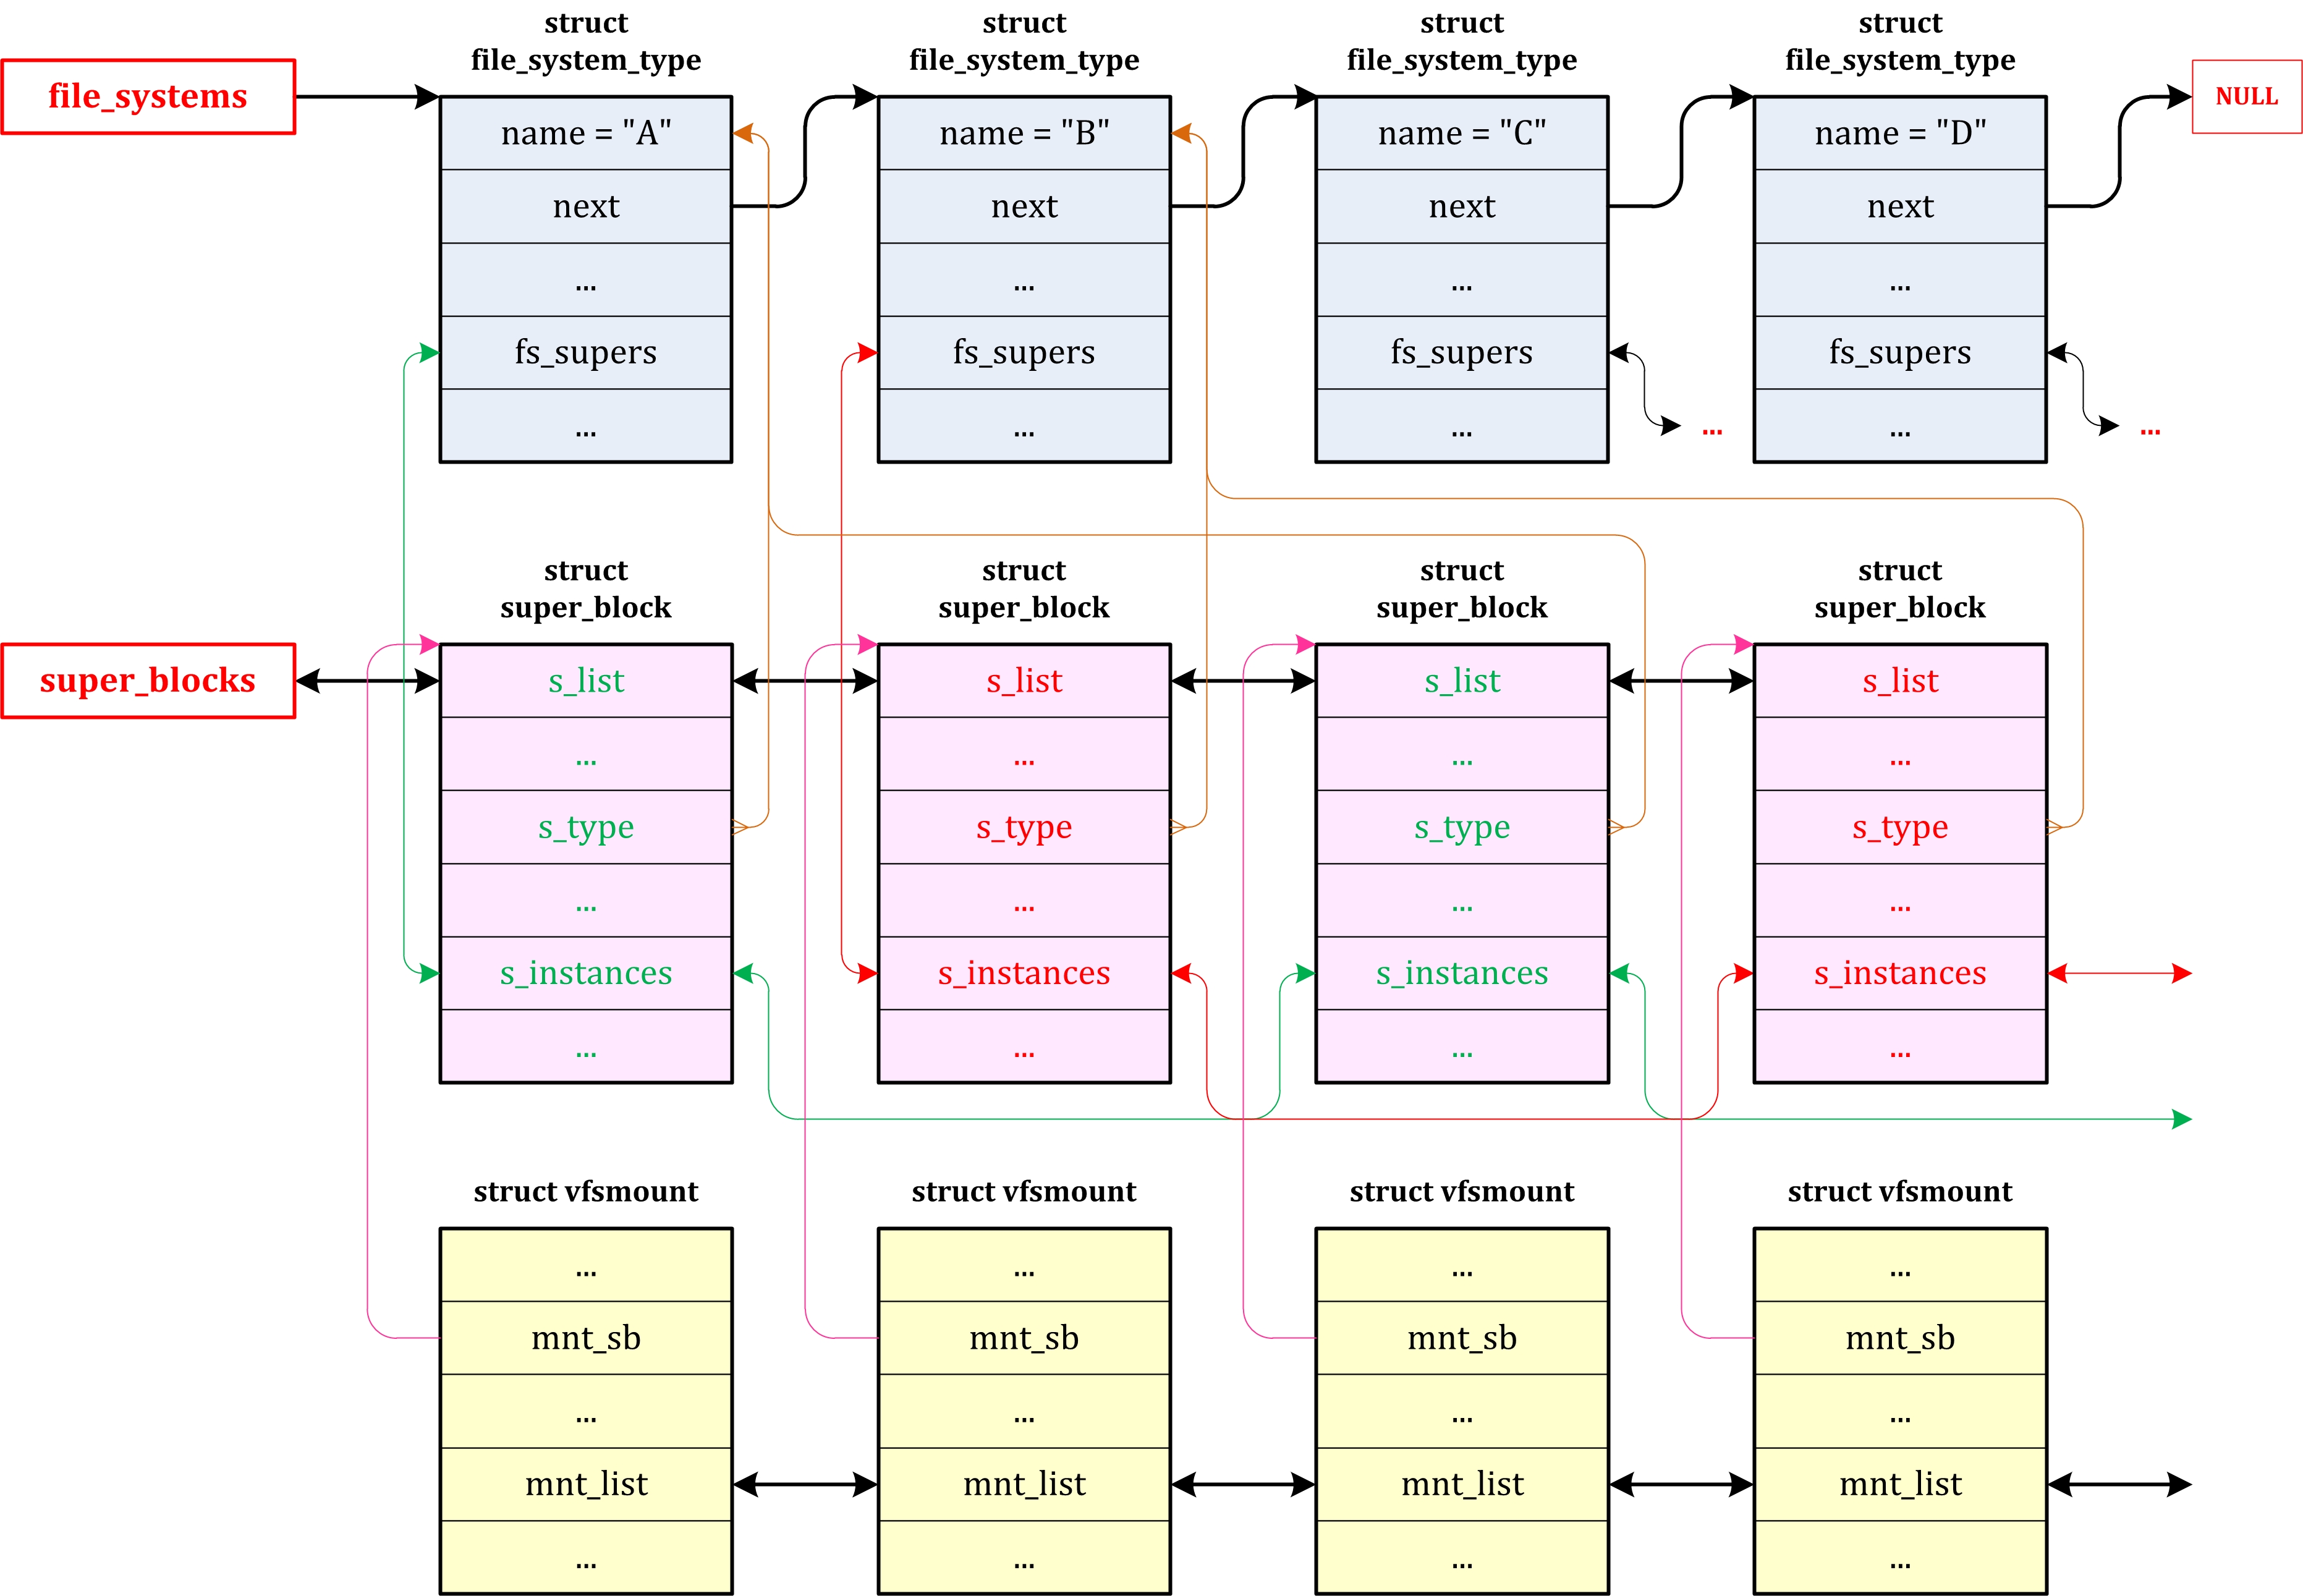 struct
file_system_type
struct
file_system_type
struct
file_system_type
struct
file_system_type
file_systems
NULL
name = "A"
name = "B"
name = "C"
name = "D"
next
next
next
next
...
...
...
...
fs_supers
fs_supers
fs_supers
fs_supers
...
...
...
...
...
...
struct
super_block
struct
super_block
struct
super_block
struct
super_block
super_blocks
s_list
s_list
s_list
s_list
...
...
...
...
s_type
s_type
s_type
s_type
...
...
...
...
s_instances
s_instances
s_instances
s_instances
...
...
...
...
struct vfsmount
struct vfsmount
struct vfsmount
struct vfsmount
...
...
...
...
mnt_sb
mnt_sb
mnt_sb
mnt_sb
...
...
...
...
mnt_list
mnt_list
mnt_list
mnt_list
...
...
...
...